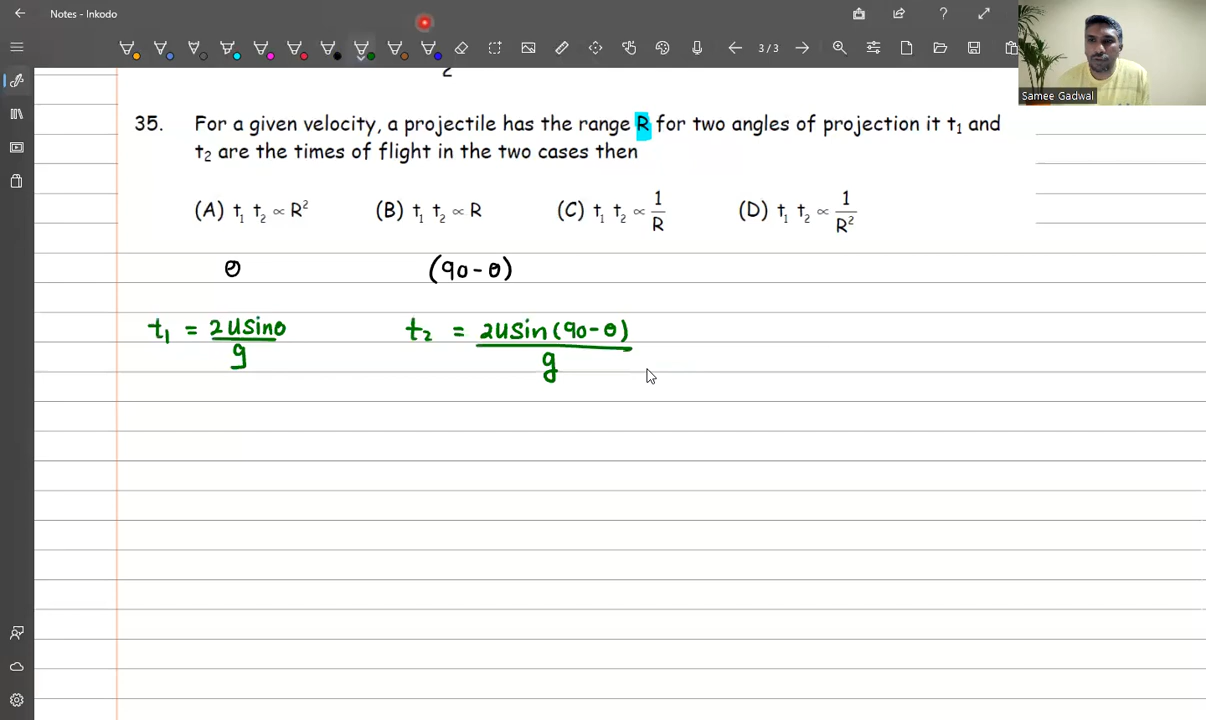 Notes - Inkodo
3/3
Samee Gadwal
2
35. For a given velocity, a projectile has the range R for two angles of projection it t₁ and
t₂ are the times of flight in the two cases then
(A) t₁ t₂ ∝ R² (B) t₁ t₂ ∝ R (C) t₁ t₂ ∝ 1/R (D) t₁ t₂ ∝ 1/R²
θ (90-θ)
t₁ = 2usinθ/g t₂ = 2usin(90-θ)/g